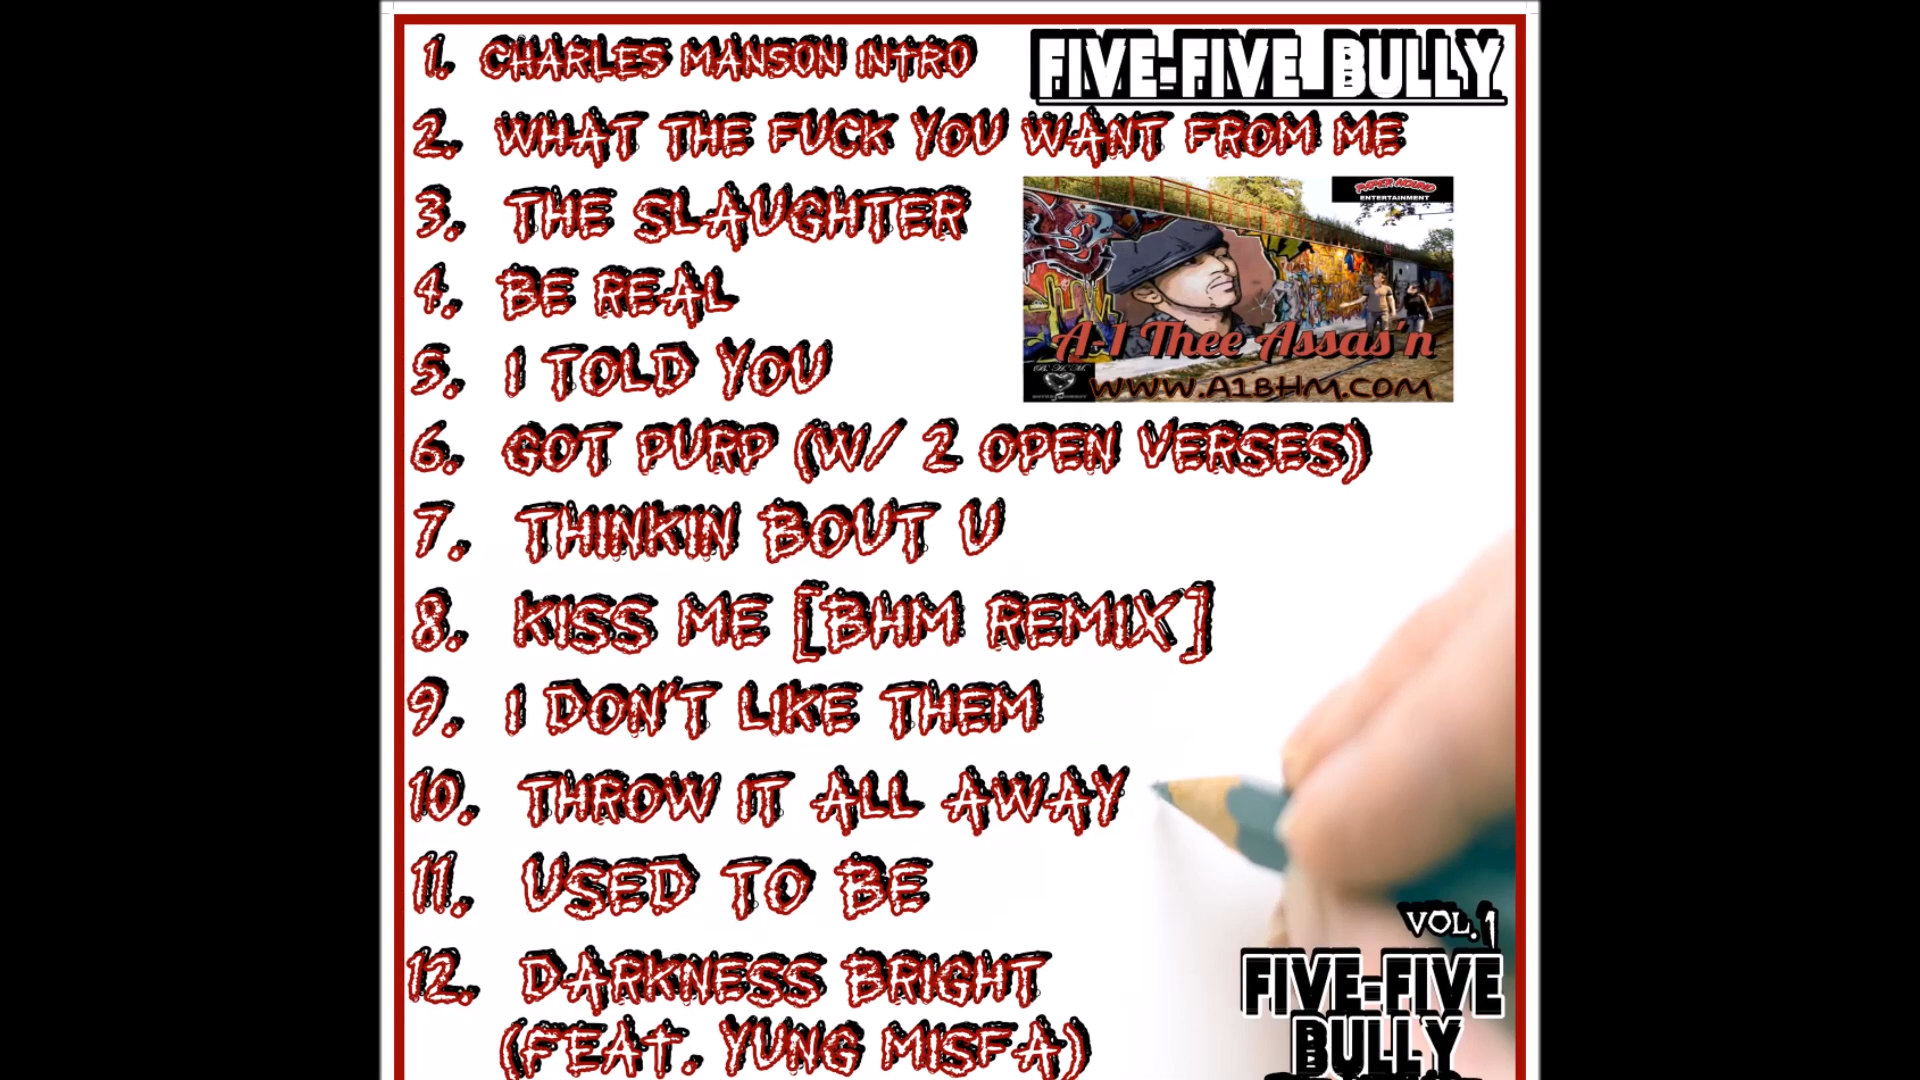 1. CHARLES MANSON INTRO
FIVE-FIVE BULLY
2. WHAT THE FUCK YOU WANT FROM ME
3. THE SLAUGHTER
PAPER HOUND
ENTERTAINMENT
4. BE REAL
A-1 Thee Assas'n
5. I TOLD YOU
B. H. M.
WWW.A1BHM.COM
6. GOT PURP (W/ 2 OPEN VERSES)
7. THINKIN BOUT U
8. KISS ME [BHM REMIX]
9. I DON'T LIKE THEM
10. THROW IT ALL AWAY
11. USED TO BE
VOL. 1
12. DARKNESS BRIGHT
(FEAT. YUNG MISFA)
FIVE-FIVE
BULLY